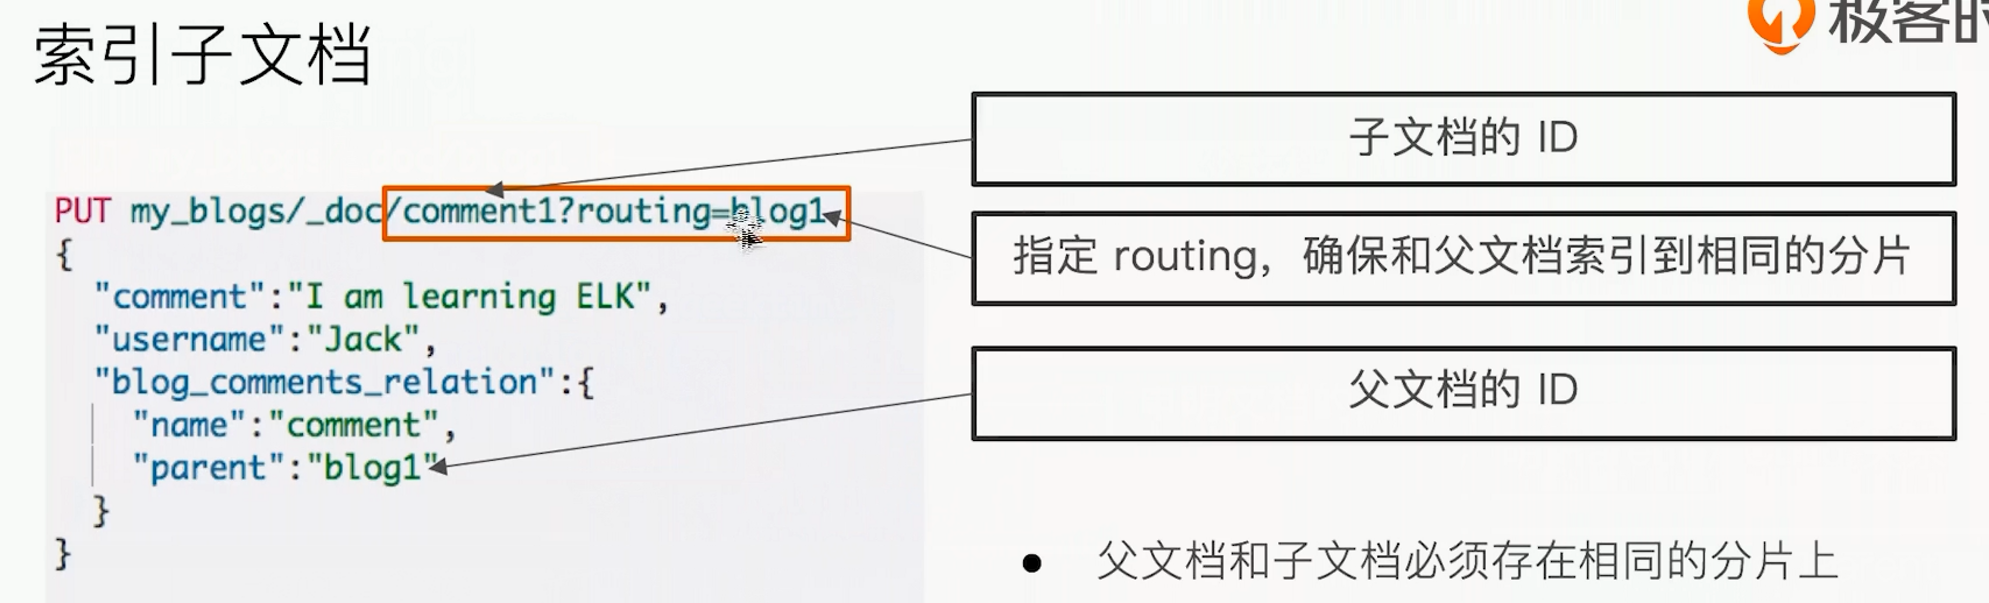 索引子文档
极客时
子文档的 ID
PUT my_blogs/_doc/comment1?routing=blog1
指定 routing，确保和父文档索引到相同的分片
{
"comment":"I am learning ELK",
"username":"Jack",
"blog_comments_relation":{
父文档的 ID
"name":"comment",
"parent":"blog1"
}
}
● 父文档和子文档必须存在相同的分片上